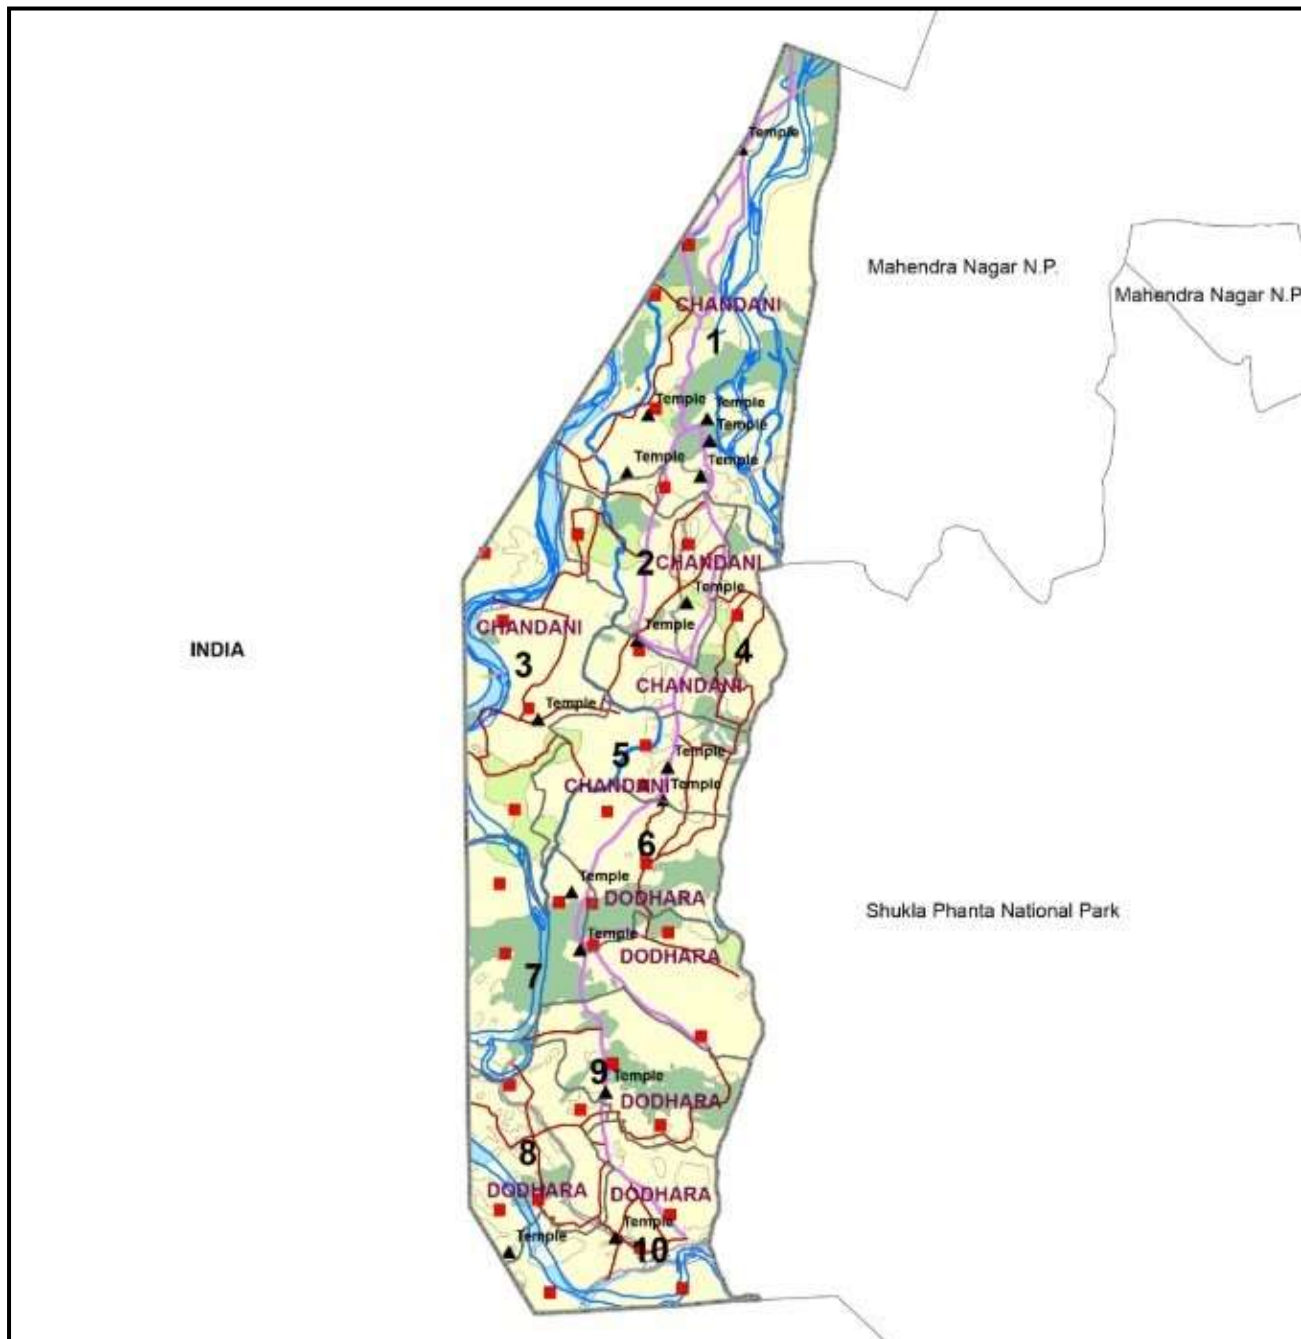 Temple
Mahendra Nagar N.P.
Mahendra Nagar N.P
CHANDANI
1
Temple
Temple
Temple
Temple
Temple
2
CHANDANI
Temple
CHANDANI
Temple
INDIA
4
3
CHANDANI
Temple
5
Temple
CHANDANI
Temple
6
Temple
DODHARA
Shukla Phanta National Park
Temple
DODHARA
7
9
Temple
DODHARA
8
DODHARA
DODHARA
Temple
Temple
10